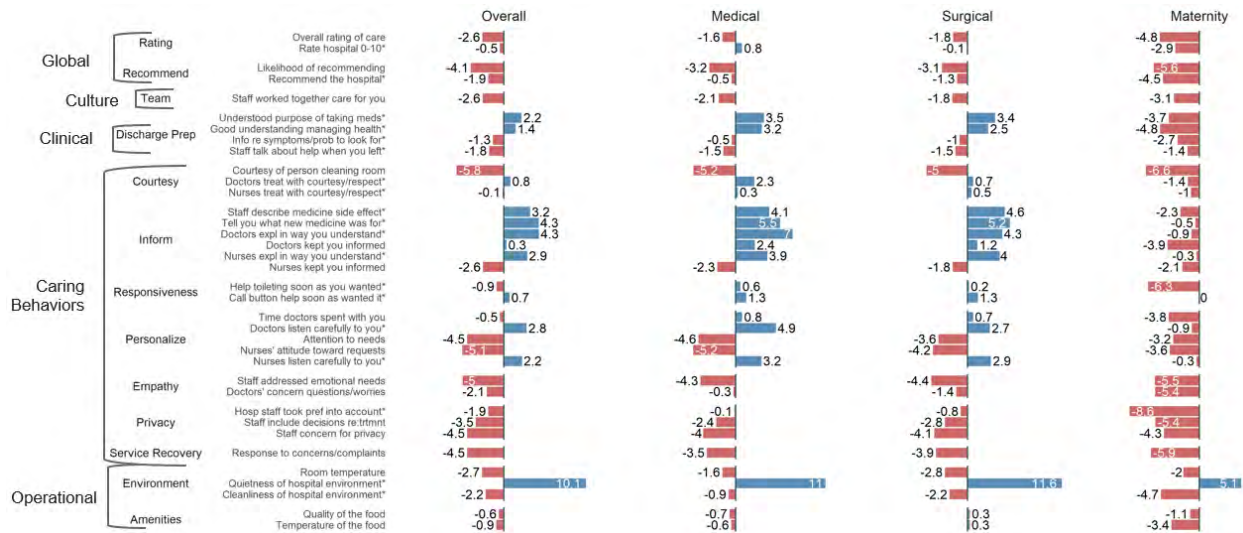 Overall Medical Surgical Maternity
Global
Rating
Overall rating of care -2.6 -1.6 -1.8 -4.8
Rate hospital 0-10* -0.5 0.8 -0.1 -2.9
Recommend
Likelihood of recommending -4.1 -3.2 -3.1 -5.6
Recommend the hospital* -1.9 -0.5 -1.3 -4.5
Culture
Team
Staff worked together care for you -2.6 -2.1 -1.8 -3.1
Clinical
Discharge Prep
Understood purpose of taking meds* 2.2 3.5 3.4 -3.7
Good understanding managing health* 1.4 3.2 2.5 -4.8
Info re symptoms/prob to look for* -1.3 -0.5 -1 -2.7
Staff talk about help when you left* -1.8 -1.5 -1.5 -1.4
Caring Behaviors
Courtesy
Courtesy of person cleaning room -5.8 -5.2 -5 -6.6
Doctors treat with courtesy/respect* 0.8 2.3 0.7 -1.4
Nurses treat with courtesy/respect* -0.1 0.3 0.5 -1
Inform
Staff describe medicine side effect* 3.2 4.1 4.6 -2.3
Tell you what new medicine was for* 4.3 5.5 5.2 -0.5
Doctors expl in way you understand* 4.3 7 4.3 -0.9
Doctors kept you informed 0.3 2.4 1.2 -3.9
Nurses expl in way you understand* 2.9 3.9 4 -0.3
Nurses kept you informed -2.6 -2.3 -1.8 -2.1
Responsiveness
Help toileting soon as you wanted* -0.9 0.6 0.2 -6.3
Call button help soon as wanted it* 0.7 1.3 1.3 0
Personalize
Time doctors spent with you -0.5 0.8 0.7 -3.8
Doctors listen carefully to you* 2.8 4.9 2.7 -0.9
Attention to needs -4.5 -4.6 -3.6 -3.2
Nurses' attitude toward requests -5.1 -5.2 -4.2 -3.6
Nurses listen carefully to you* 2.2 3.2 2.9 -0.3
Empathy
Staff addressed emotional needs -5 -4.3 -4.4 -5.5
Doctors' concern questions/worries -2.1 -0.3 -1.4 -5.4
Privacy
Hosp staff took pref into account* -1.9 -0.1 -0.8 -8.6
Staff include decisions re:trtmnt -3.5 -2.4 -2.8 -5.4
Staff concern for privacy -4.5 -4 -4.1 -4.3
Service Recovery
Response to concerns/complaints -4.5 -3.5 -3.9 -5.9
Operational
Environment
Room temperature -2.7 -1.6 -2.8 -2
Quietness of hospital environment* 10.1 11 11.6 5.1
Cleanliness of hospital environment* -2.2 -0.9 -2.2 -4.7
Amenities
Quality of the food -0.6 -0.7 0.3 -1.1
Temperature of the food -0.9 -0.6 0.3 -3.4